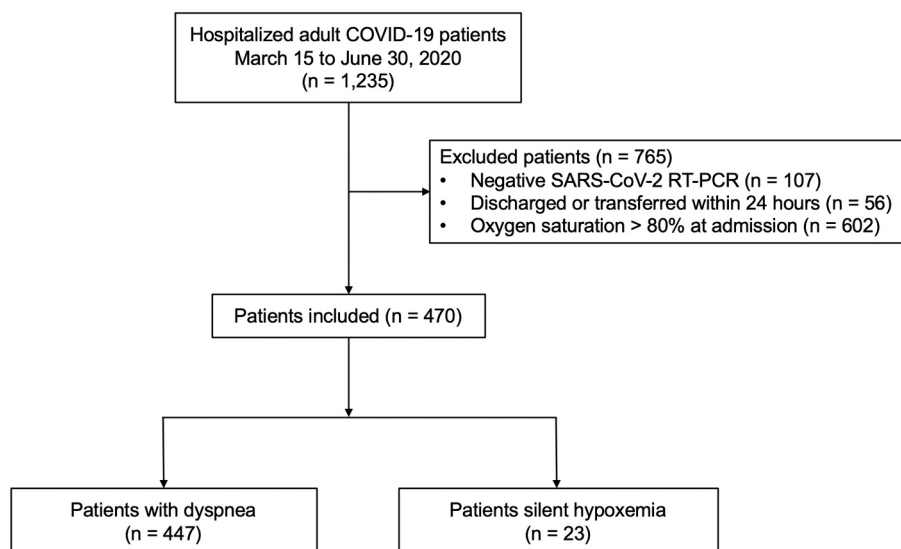 Hospitalized adult COVID-19 patients
March 15 to June 30, 2020
(n = 1,235)
Excluded patients (n = 765)
• Negative SARS-CoV-2 RT-PCR (n = 107)
• Discharged or transferred within 24 hours (n = 56)
• Oxygen saturation > 80% at admission (n = 602)
Patients included (n = 470)
Patients with dyspnea
(n = 447)
Patients silent hypoxemia
(n = 23)